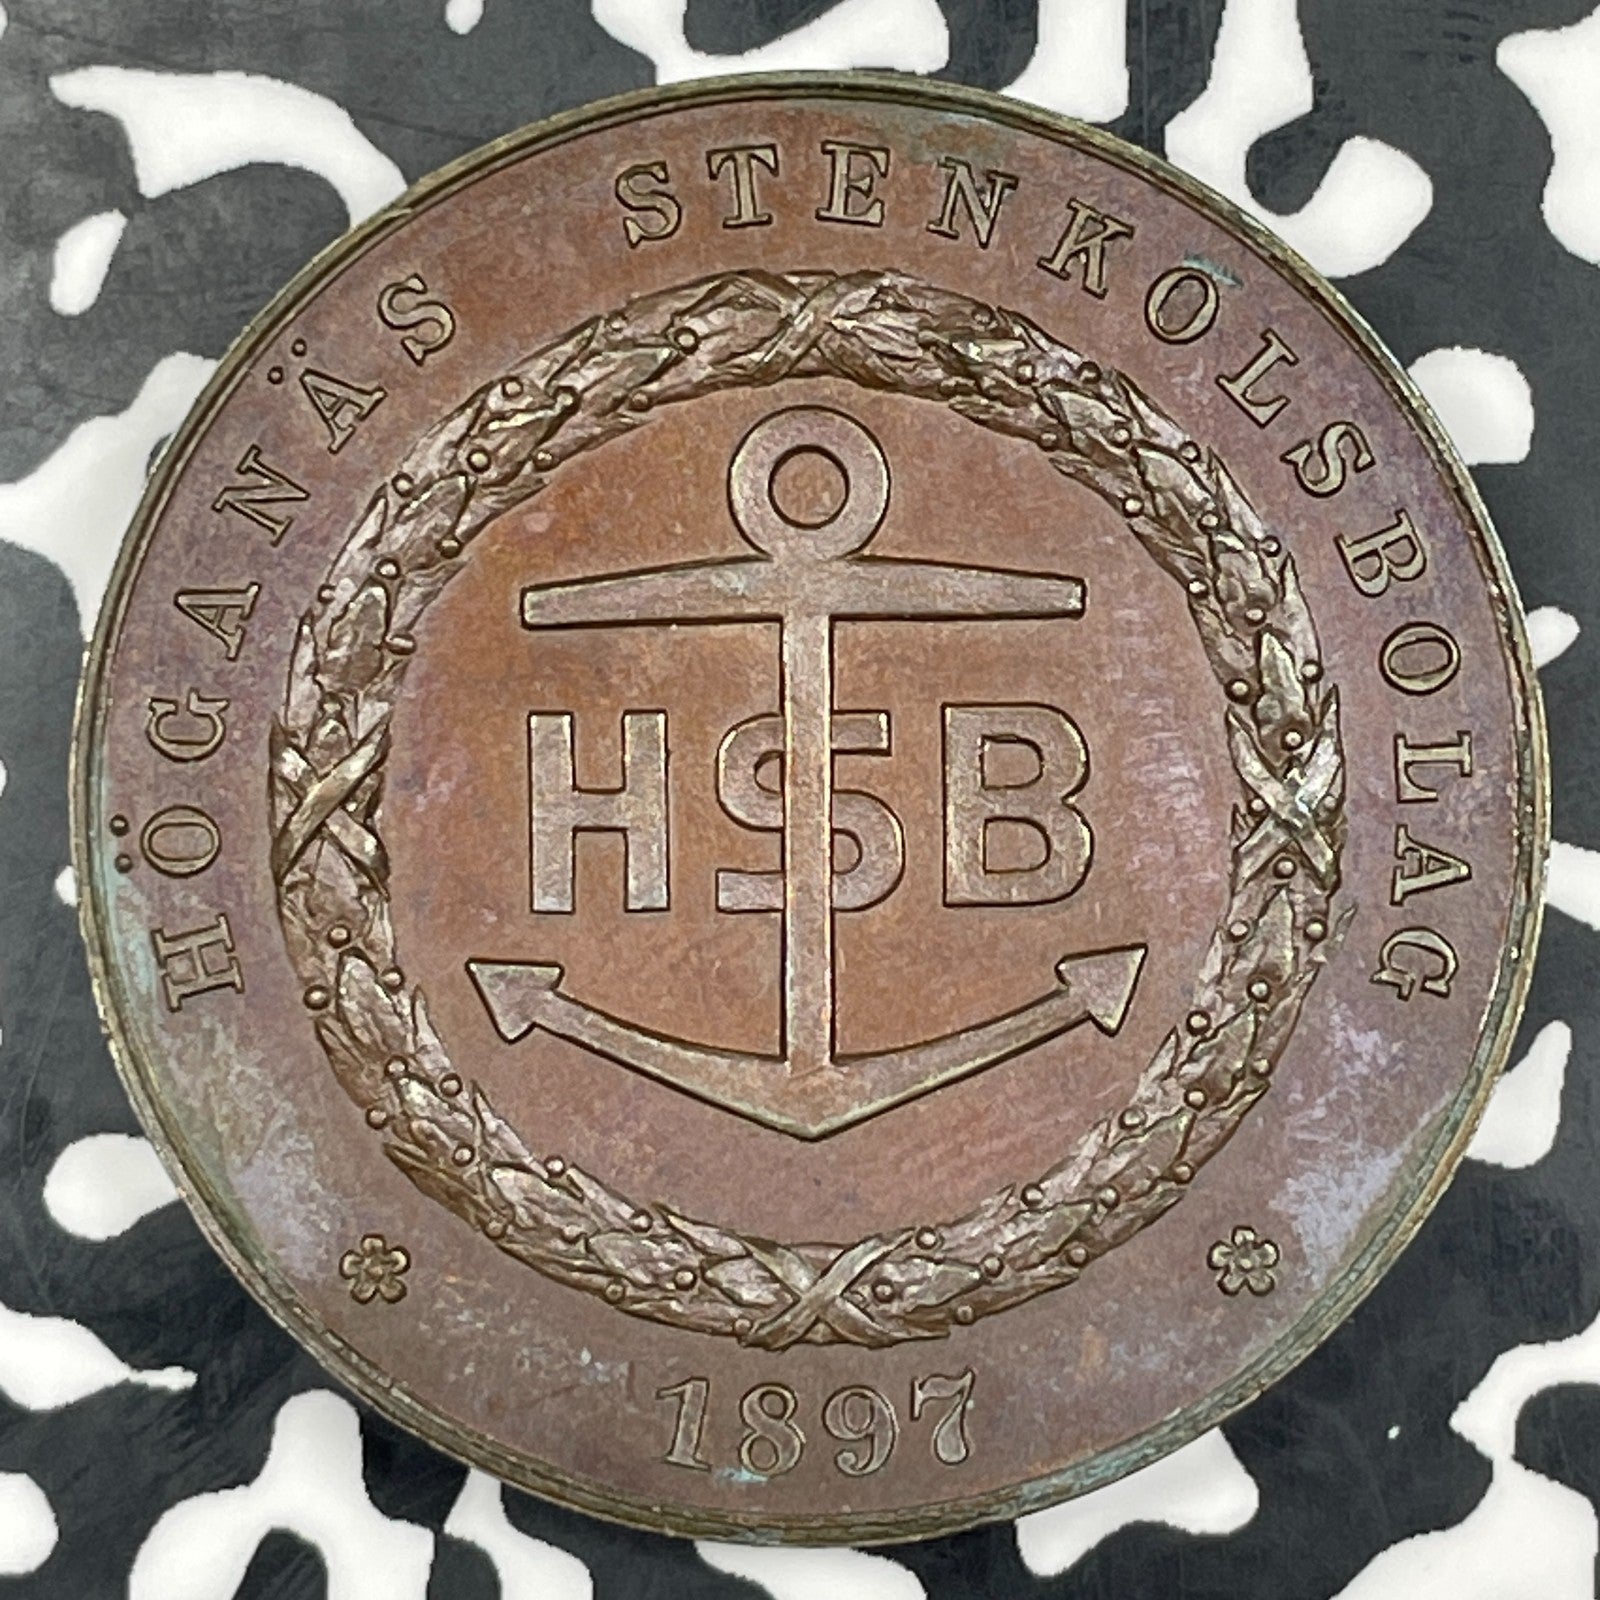 HÖGANÄS STENKOLSBOLAG
HSB
1897